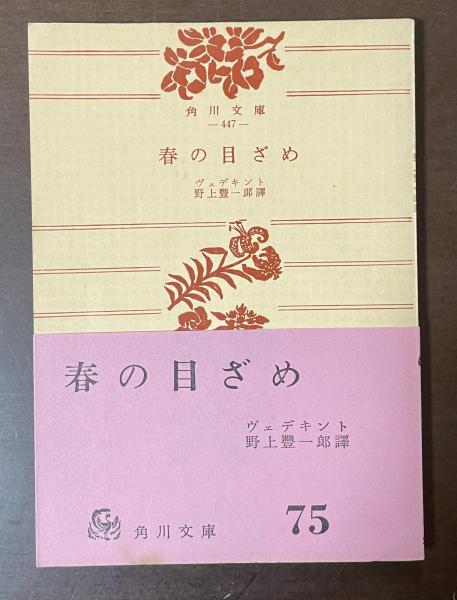 角川文庫
—447—
春の目ざめ
ヴェデキント
野上豐一郎譯
春の目ざめ
ヴェデキント
野上豐一郎譯
角川文庫
75